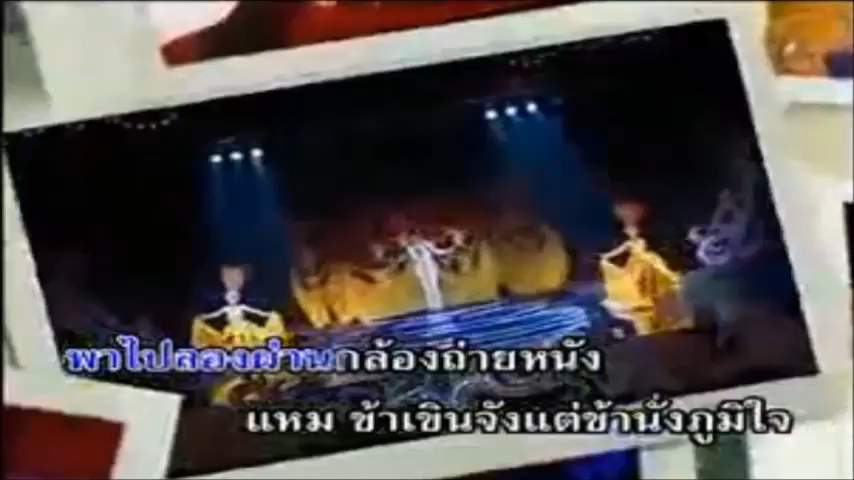 พาไปลองผ่านกล้องถ่ายหนัง
แหม ข้าเขินจังแต่ข้านั่งภูมิใจ